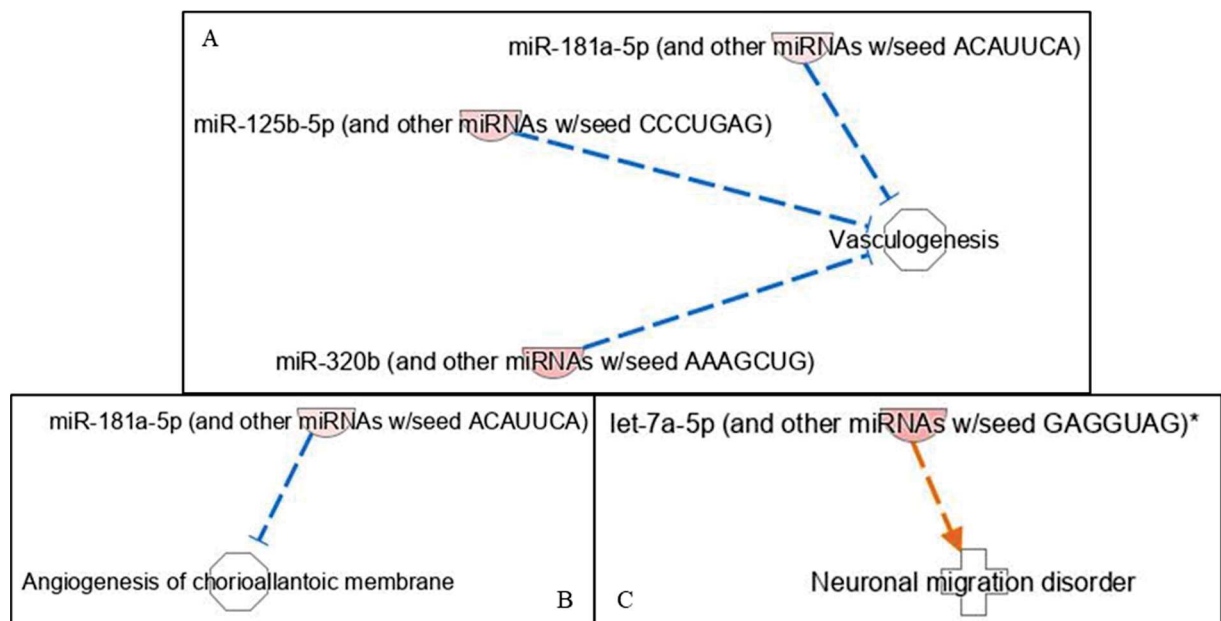 A
miR-181a-5p (and other miRNAs w/seed ACAUUCA)
miR-125b-5p (and other miRNAs w/seed CCCUGAG)
Vasculogenesis
miR-320b (and other miRNAs w/seed AAAGCUG)
miR-181a-5p (and other miRNAs w/seed ACAUUCA)
Angiogenesis of chorioallantoic membrane
B
let-7a-5p (and other miRNAs w/seed GAGGUAG)*
Neuronal migration disorder
C